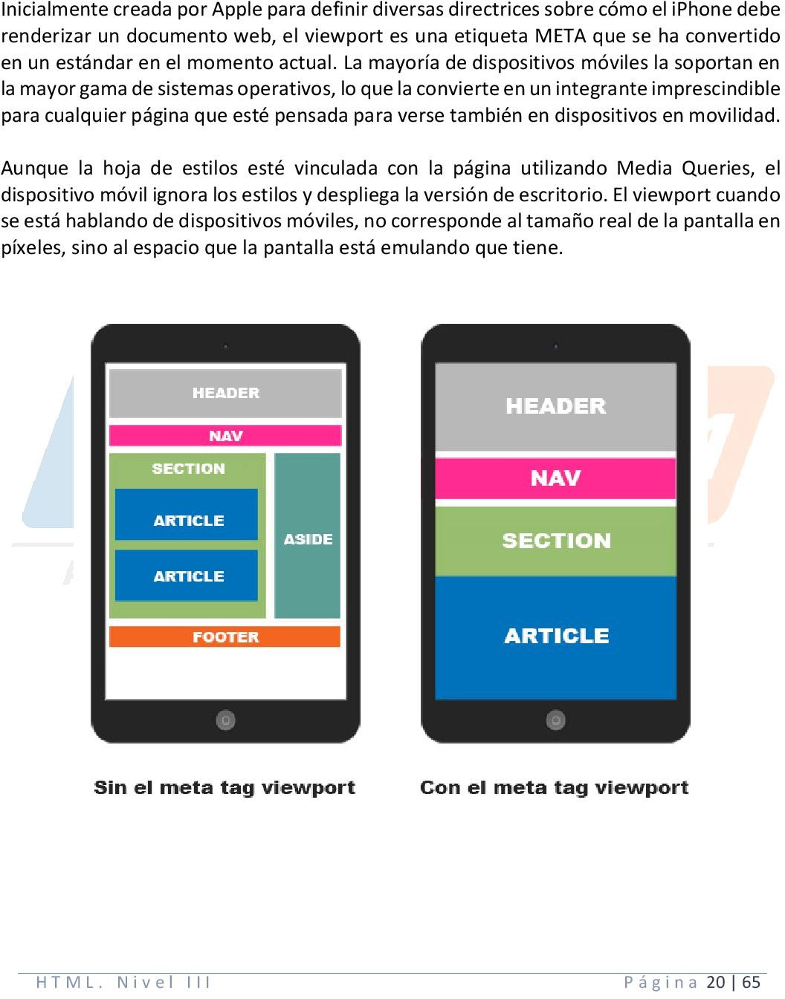 Inicialmente creada por Apple para definir diversas directrices sobre cómo el iPhone debe
renderizar un documento web, el viewport es una etiqueta META que se ha convertido
en un estándar en el momento actual. La mayoría de dispositivos móviles la soportan en
la mayor gama de sistemas operativos, lo que la convierte en un integrante imprescindible
para cualquier página que esté pensada para verse también en dispositivos en movilidad.
Aunque la hoja de estilos esté vinculada con la página utilizando Media Queries, el
dispositivo móvil ignora los estilos y despliega la versión de escritorio. El viewport cuando
se está hablando de dispositivos móviles, no corresponde al tamaño real de la pantalla en
píxeles, sino al espacio que la pantalla está emulando que tiene.
HEADER
NAV
SECTION
ARTICLE
ARTICLE
ASIDE
FOOTER
Sin el meta tag viewport
HEADER
NAV
SECTION
ARTICLE
Con el meta tag viewport
HTML. Nivel III
Página 20 | 65